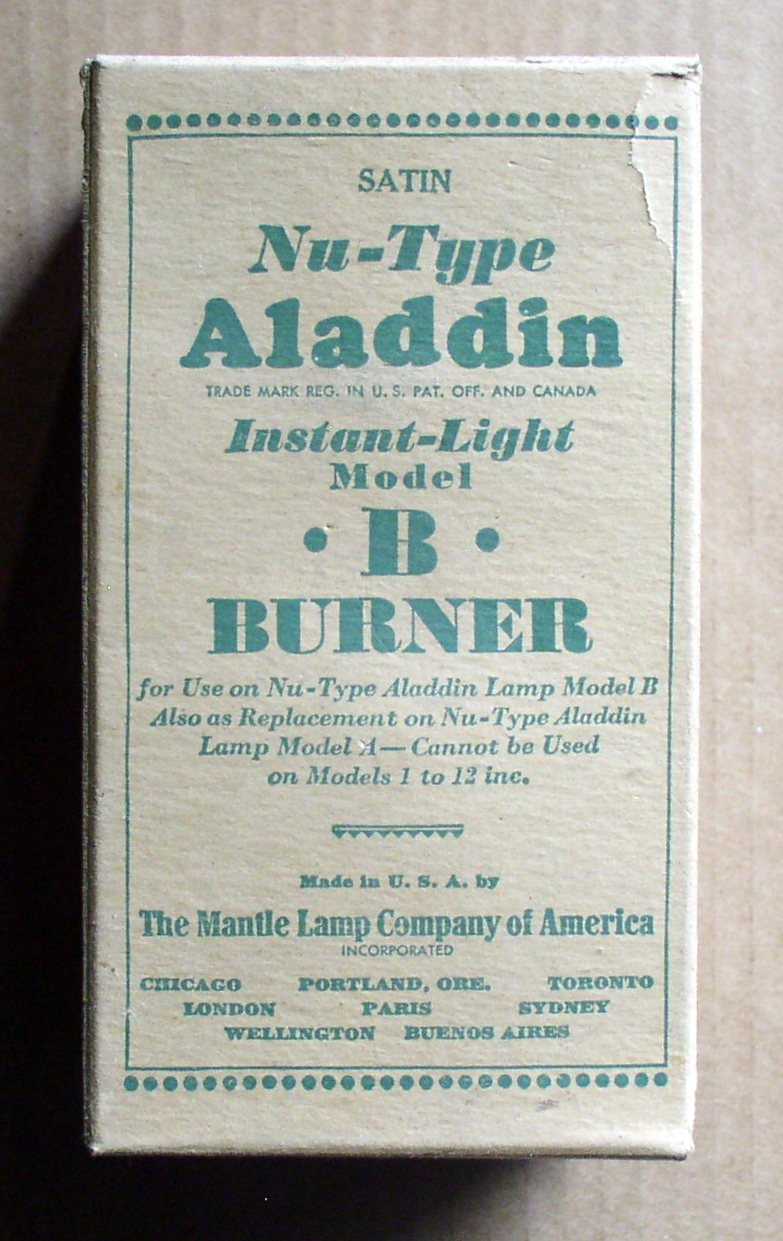 SATIN
Nu-Type
Aladdin
TRADE MARK REG. IN U. S. PAT. OFF. AND CANADA
Instant-Light
Model
• B •
BURNER
for Use on Nu-Type Aladdin Lamp Model B
Also as Replacement on Nu-Type Aladdin
Lamp Model A—Cannot be Used
on Models 1 to 12 inc.
Made in U. S. A. by
The Mantle Lamp Company of America
INCORPORATED
CHICAGO PORTLAND, ORE. TORONTO
LONDON PARIS SYDNEY
WELLINGTON BUENOS AIRES